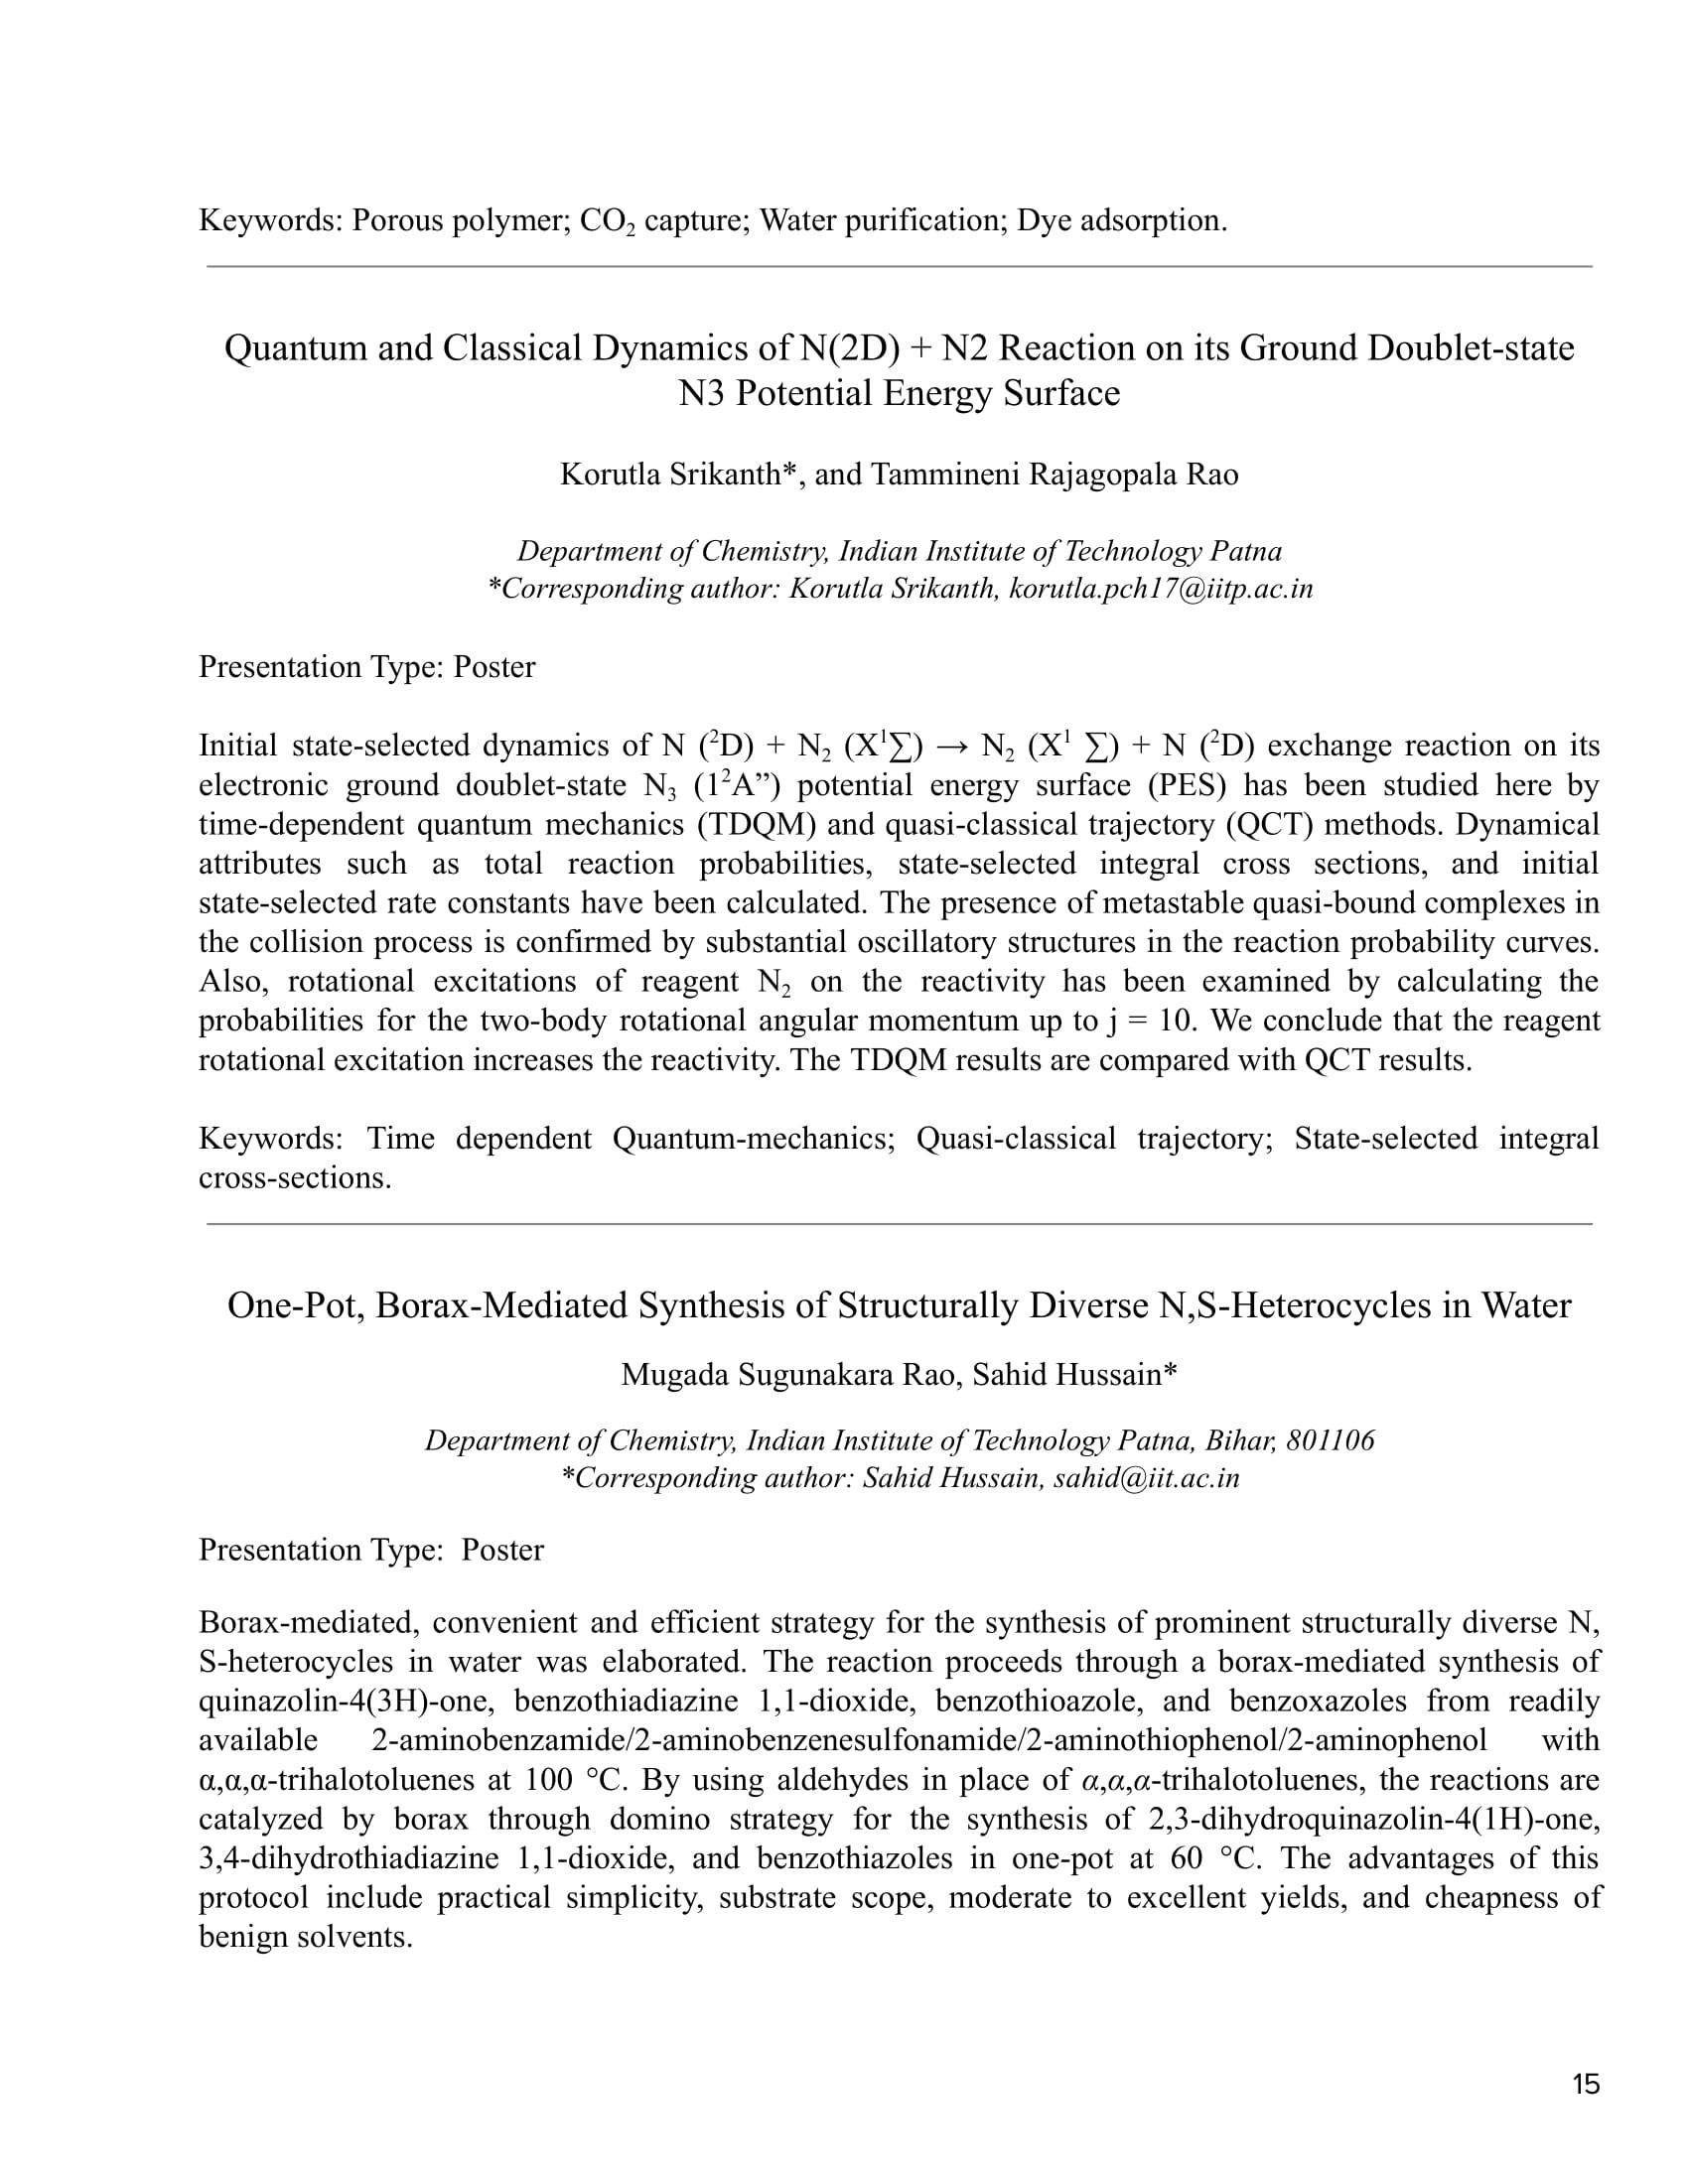 Keywords: Porous polymer; CO₂ capture; Water purification; Dye adsorption.
Quantum and Classical Dynamics of N(2D) + N2 Reaction on its Ground Doublet-state
N3 Potential Energy Surface
Korutla Srikanth*, and Tammineni Rajagopala Rao
Department of Chemistry, Indian Institute of Technology Patna
*Corresponding author: Korutla Srikanth, korutla.pch17@iitp.ac.in
Presentation Type: Poster
Initial state-selected dynamics of N (²D) + N₂ (X¹∑) → N₂ (X¹ ∑) + N (²D) exchange reaction on its
electronic ground doublet-state N₃ (1²A”) potential energy surface (PES) has been studied here by
time-dependent quantum mechanics (TDQM) and quasi-classical trajectory (QCT) methods. Dynamical
attributes such as total reaction probabilities, state-selected integral cross sections, and initial
state-selected rate constants have been calculated. The presence of metastable quasi-bound complexes in
the collision process is confirmed by substantial oscillatory structures in the reaction probability curves.
Also, rotational excitations of reagent N₂ on the reactivity has been examined by calculating the
probabilities for the two-body rotational angular momentum up to j = 10. We conclude that the reagent
rotational excitation increases the reactivity. The TDQM results are compared with QCT results.
Keywords: Time dependent Quantum-mechanics; Quasi-classical trajectory; State-selected integral
cross-sections.
One-Pot, Borax-Mediated Synthesis of Structurally Diverse N,S-Heterocycles in Water
Mugada Sugunakara Rao, Sahid Hussain*
Department of Chemistry, Indian Institute of Technology Patna, Bihar, 801106
*Corresponding author: Sahid Hussain, sahid@iit.ac.in
Presentation Type: Poster
Borax-mediated, convenient and efficient strategy for the synthesis of prominent structurally diverse N,
S-heterocycles in water was elaborated. The reaction proceeds through a borax-mediated synthesis of
quinazolin-4(3H)-one, benzothiadiazine 1,1-dioxide, benzothioazole, and benzoxazoles from readily
available 2-aminobenzamide/2-aminobenzenesulfonamide/2-aminothiophenol/2-aminophenol with
α,α,α-trihalotoluenes at 100 °C. By using aldehydes in place of α,α,α-trihalotoluenes, the reactions are
catalyzed by borax through domino strategy for the synthesis of 2,3-dihydroquinazolin-4(1H)-one,
3,4-dihydrothiadiazine 1,1-dioxide, and benzothiazoles in one-pot at 60 °C. The advantages of this
protocol include practical simplicity, substrate scope, moderate to excellent yields, and cheapness of
benign solvents.
15